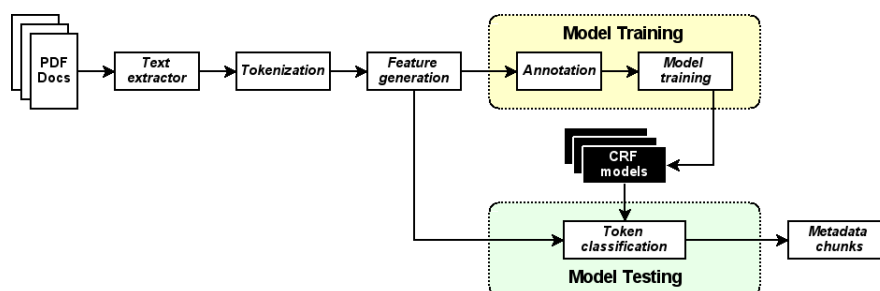 Model Training
PDF
Docs
Text
extractor
Tokenization
Feature
generation
Annotation
Model
training
CRF
models
Token
classification
Metadata
chunks
Model Testing